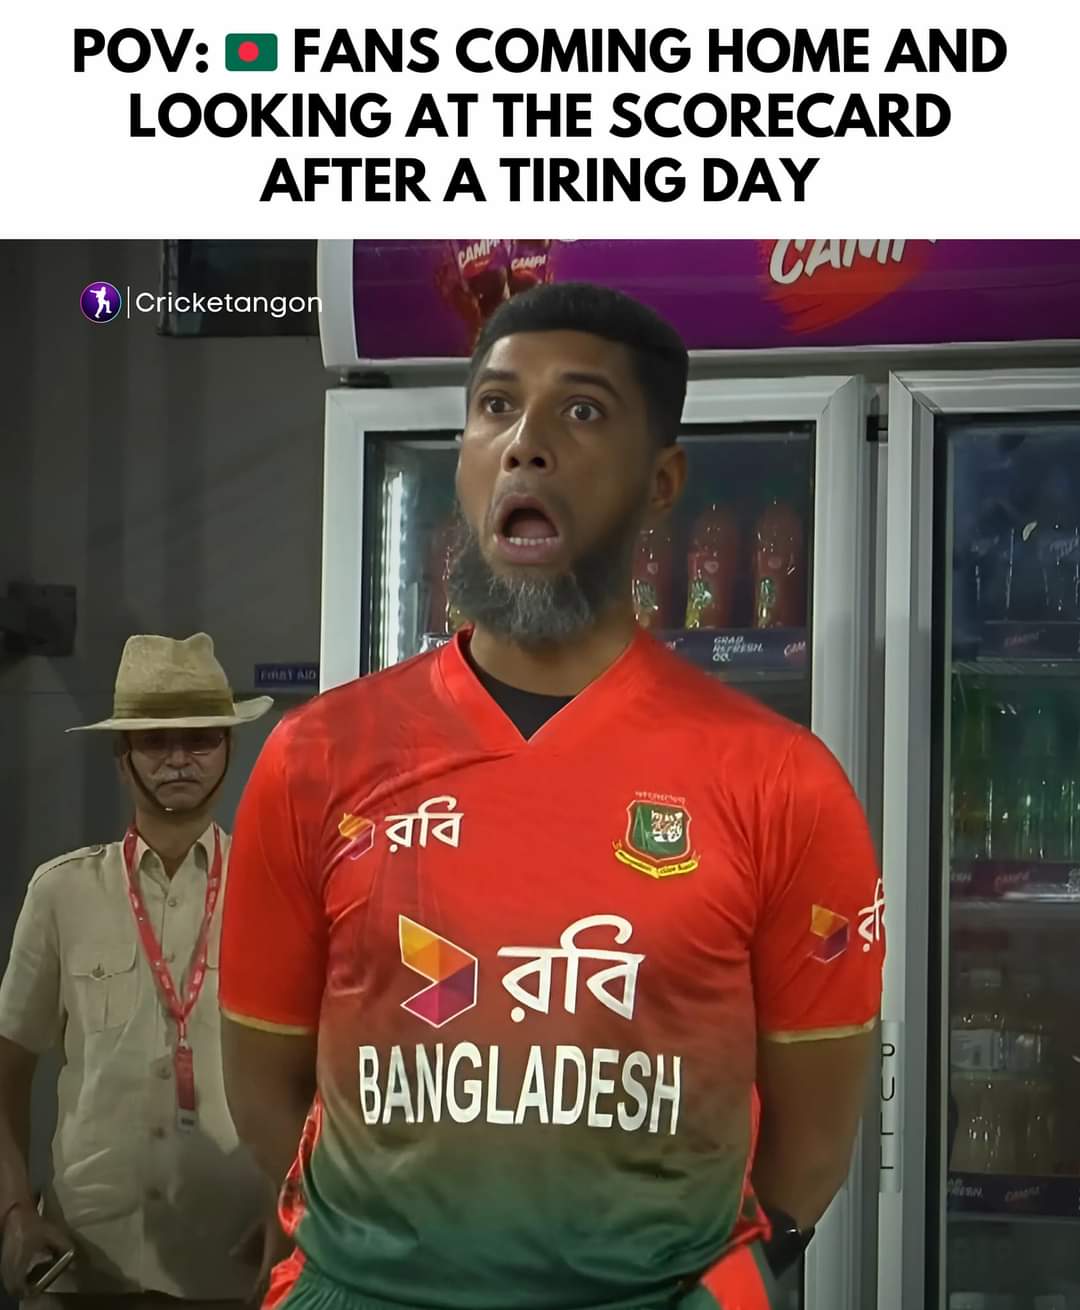 POV: 🇧🇩 FANS COMING HOME AND
LOOKING AT THE SCORECARD
AFTER A TIRING DAY
CAMPA
Cricketangon
FIRST AID
রবি
রবি
BANGLADESH
PULL